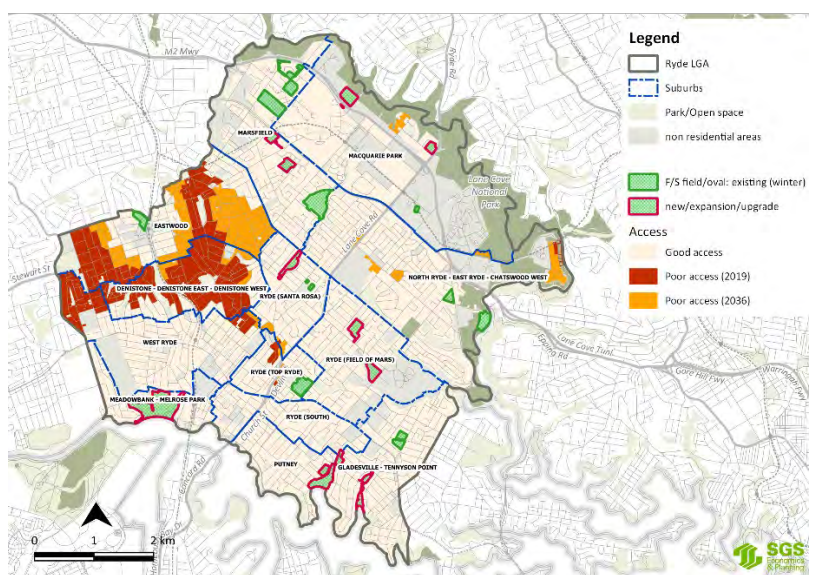 Legend
Ryde LGA
Suburbs
Park/Open space
non residential areas
F/S field/oval: existing (winter)
new/expansion/upgrade
Access
Good access
Poor access (2019)
Poor access (2036)
M2 Mwy
Ryde Rd
MARSFIELD
MACQUARIE PARK
Lane Cove
National
Park
EASTWOOD
Lane Cove Rd
Stewart St
DENISTONE - DENISTONE EAST - DENISTONE WEST
NORTH RYDE - EAST RYDE - CHATSWOOD WEST
RYDE (SANTA ROSA)
WEST RYDE
RYDE (FIELD OF MARS)
Epping Rd
Lane Cove Tunl
Gore Hill Fwy
Warringah Fwy
RYDE (TOP RYDE)
MEADOWBANK - MELROSE PARK
RYDE (SOUTH)
Church St
PUTNEY
GLADESVILLE - TENNYSON POINT
Concord Rd
0 1 2 km
SGS
Economics
& Planning